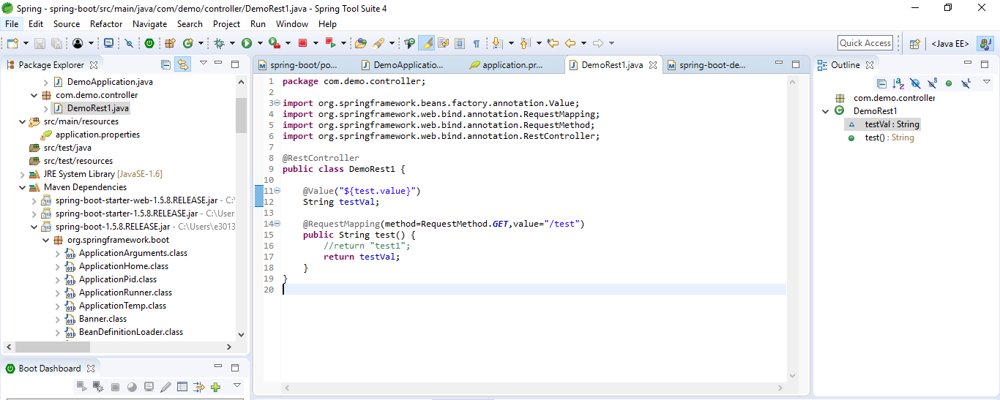 Spring - spring-boot/src/main/java/com/demo/controller/DemoRest1.java - Spring Tool Suite 4
File Edit Source Refactor Navigate Search Project Run Window Help
Quick Access
<Java EE>
Package Explorer
DemoApplication.java
com.demo.controller
DemoRest1.java
src/main/resources
application.properties
src/test/java
src/test/resources
JRE System Library [JavaSE-1.6]
Maven Dependencies
spring-boot-starter-web-1.5.8.RELEASE.jar - C:\
spring-boot-starter-1.5.8.RELEASE.jar - C:\User
spring-boot-1.5.8.RELEASE.jar - C:\Users\e3013
org.springframework.boot
ApplicationArguments.class
ApplicationHome.class
ApplicationPid.class
ApplicationRunner.class
ApplicationTemp.class
Banner.class
BeanDefinitionLoader.class
Boot Dashboard
spring-boot/po... DemoApplicatio... application.pr... DemoRest1.java spring-boot-de...
1 package com.demo.controller;
2
3 import org.springframework.beans.factory.annotation.Value;
4 import org.springframework.web.bind.annotation.RequestMapping;
5 import org.springframework.web.bind.annotation.RequestMethod;
6 import org.springframework.web.bind.annotation.RestController;
7
8 @RestController
9 public class DemoRest1 {
10
11 @Value("${test.value}")
12 String testVal;
13
14 @RequestMapping(method=RequestMethod.GET,value="/test")
15 public String test() {
16 //return "test1";
17 return testVal;
18 }
19 }
20
Outline
com.demo.controller
DemoRest1
testVal : String
test() : String